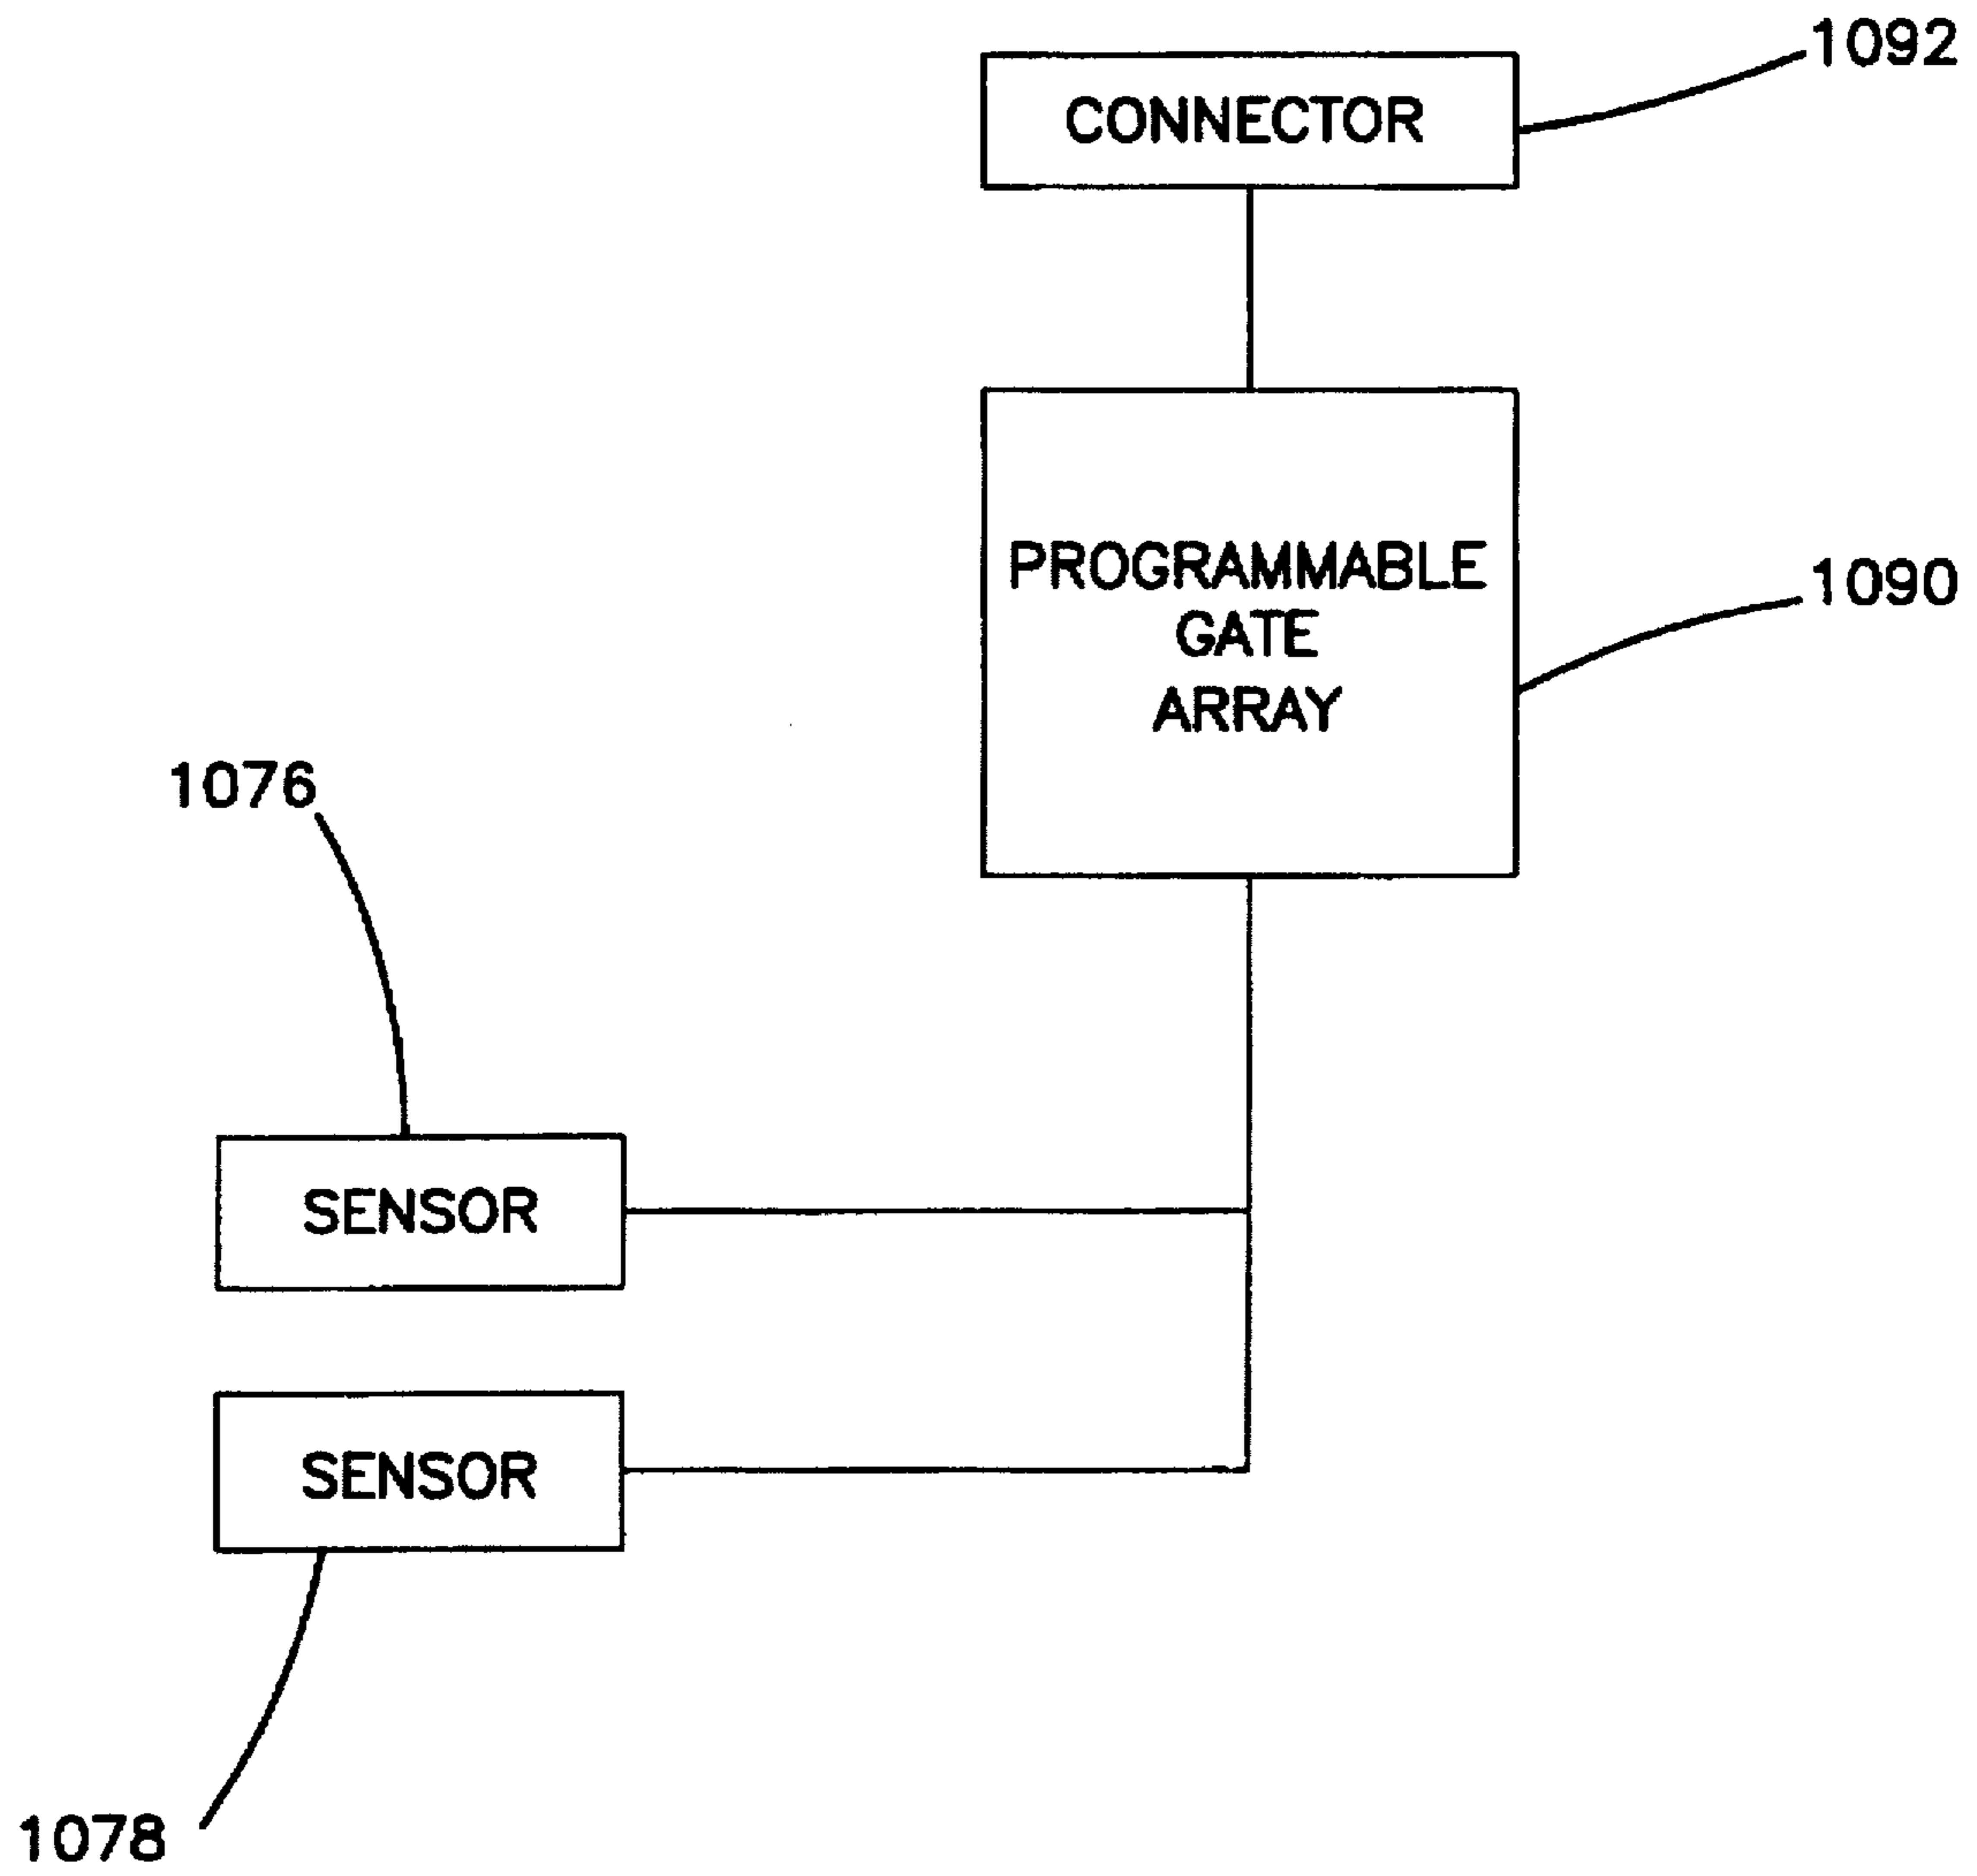 1092
CONNECTOR
PROGRAMMABLE
GATE
ARRAY
1090
1076
SENSOR
SENSOR
1078